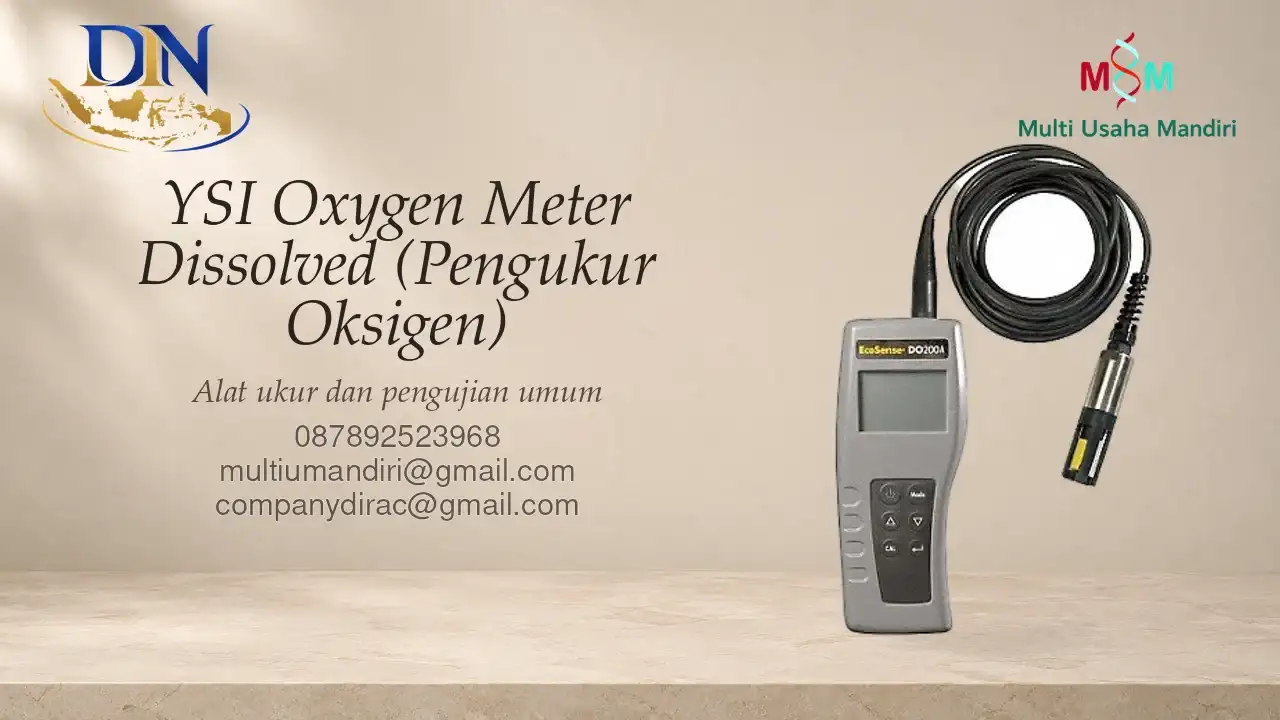 DN
MSM
Multi Usaha Mandiri
YSI Oxygen Meter
Dissolved (Pengukur
Oksigen)
Alat ukur dan pengujian umum
087892523968
multiumandiri@gmail.com
companydirac@gmail.com
EcoSense DO200A
Mode
CAL